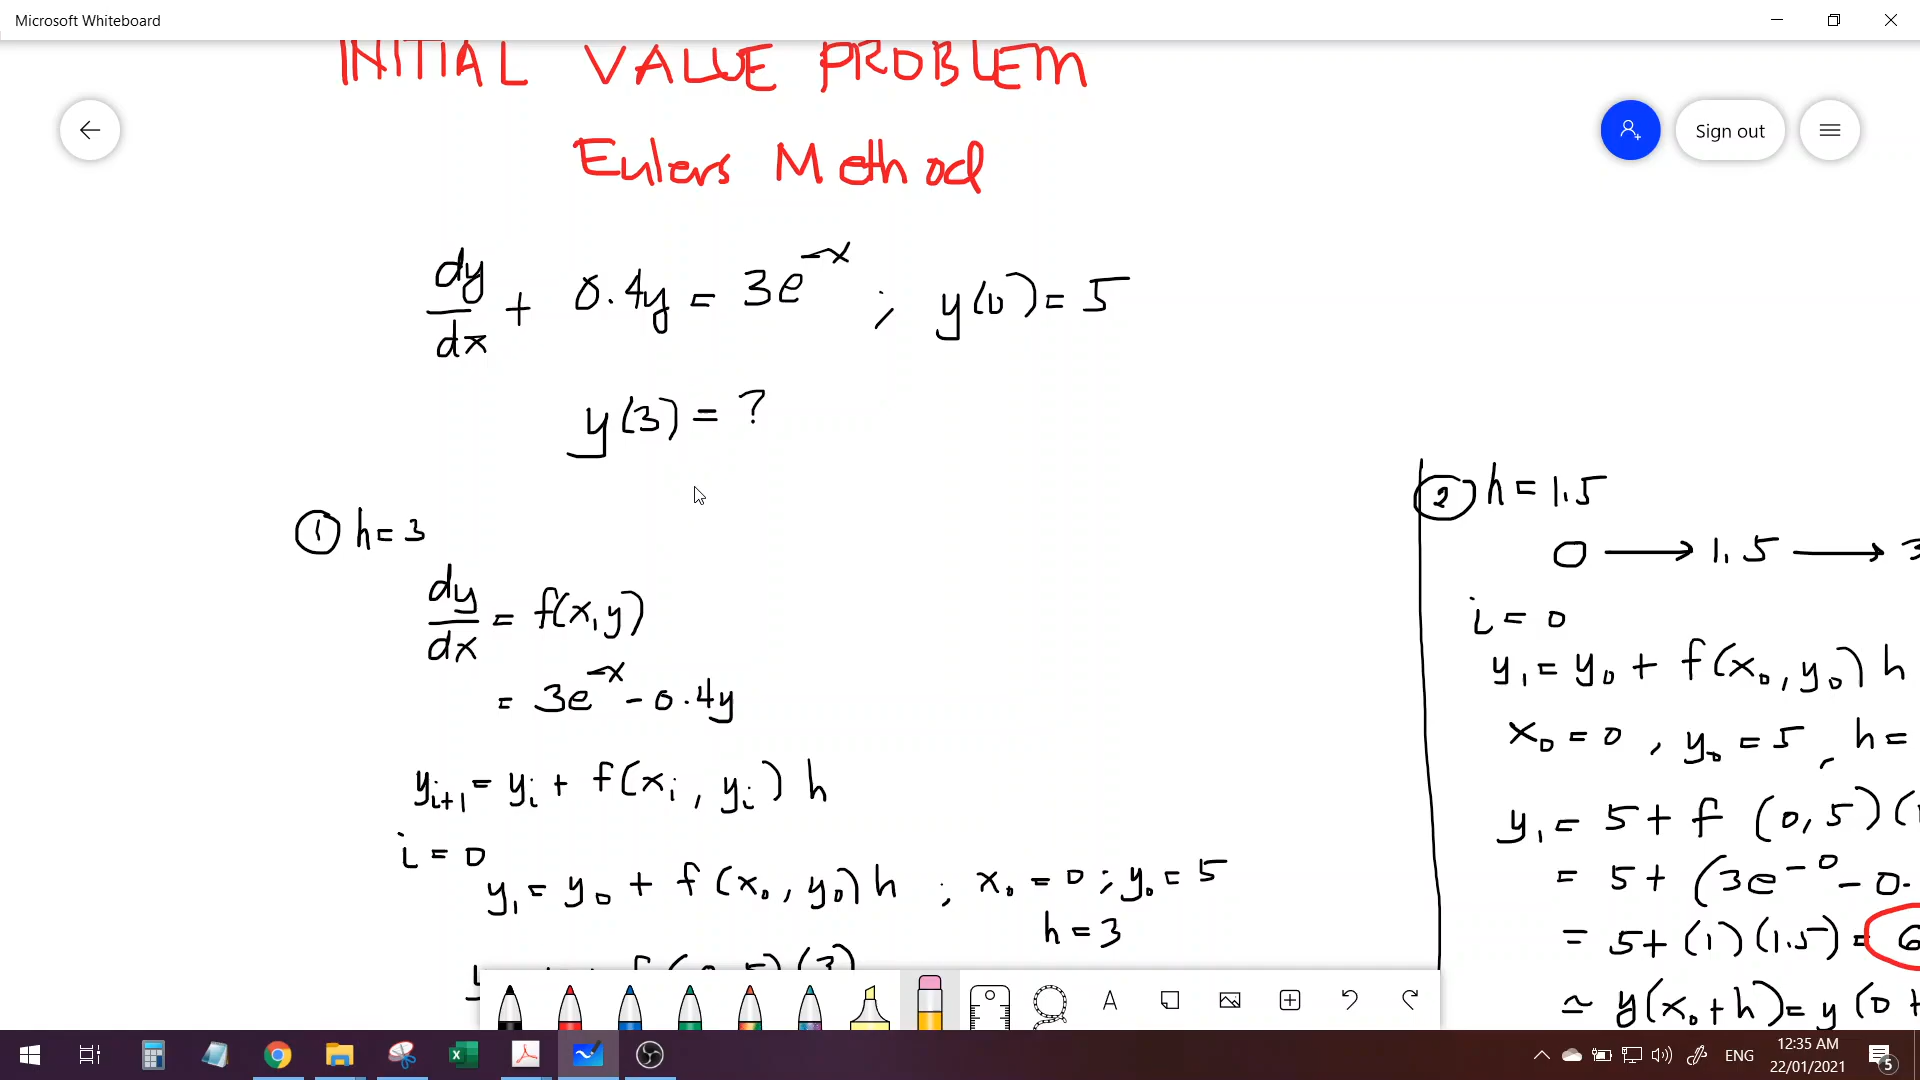 Microsoft Whiteboard
INITIAL VALUE PROBLEM
Eulers Method
Sign out
dy/dx + 0.4y = 3e^-x ; y(0) = 5
y(3) = ?
① h = 3
dy/dx = f(x,y)
= 3e^-x - 0.4y
y_i+1 = y_i + f(x_i, y_i) h
i = 0
y_1 = y_0 + f(x_0, y_0) h ; x_0 = 0 ; y_0 = 5
h = 3
② h = 1.5
0 → 1.5 → 3
i = 0
y_1 = y_0 + f(x_0, y_0) h
x_0 = 0, y_0 = 5, h =
y_1 = 5 + f (0, 5) (
= 5 + (3e^-0 - 0.
= 5 + (1)(1.5) = 6
≈ y(x_0 + h) = y (0 +
A
ENG
12:35 AM
22/01/2021
5